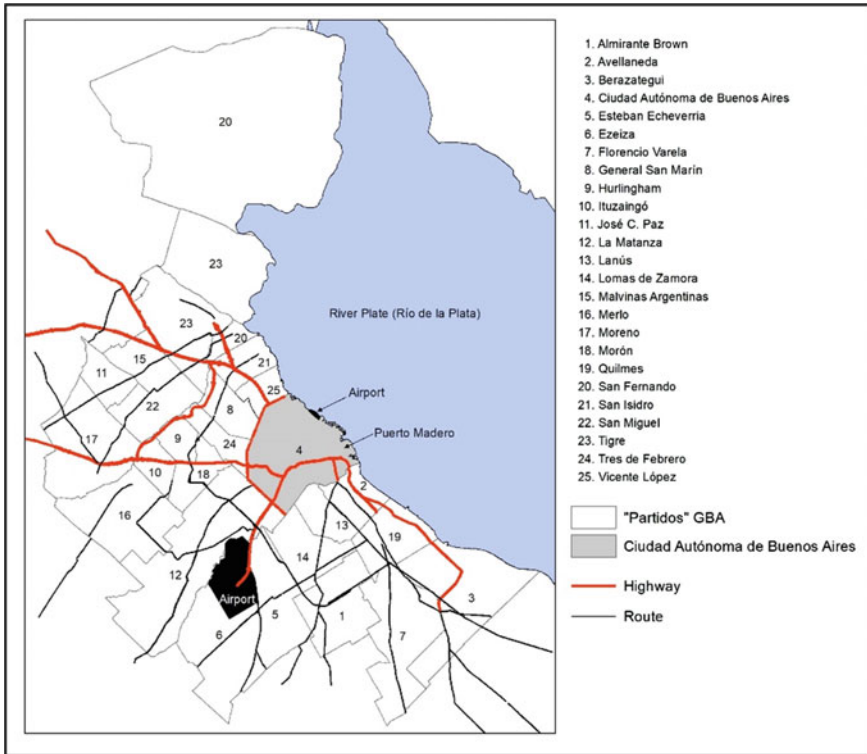 20
23
River Plate (Río de la Plata)
23
20
15
21
11
25
Airport
22
8
Puerto Madero
17
9
24
4
10
18
2
16
13
19
12
14
Airport
3
5
1
6
7
1. Almirante Brown
2. Avellaneda
3. Berazategui
4. Ciudad Autónoma de Buenos Aires
5. Esteban Echeverria
6. Ezeiza
7. Florencio Varela
8. General San Marín
9. Hurlingham
10. Ituzaingó
11. José C. Paz
12. La Matanza
13. Lanús
14. Lomas de Zamora
15. Malvinas Argentinas
16. Merlo
17. Moreno
18. Morón
19. Quilmes
20. San Fernando
21. San Isidro
22. San Miguel
23. Tigre
24. Tres de Febrero
25. Vicente López
"Partidos" GBA
Ciudad Autónoma de Buenos Aires
Highway
Route